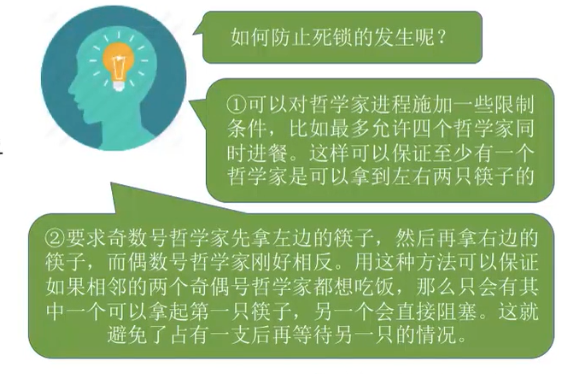 如何防止死锁的发生呢？
①可以对哲学家进程施加一些限制
条件，比如最多允许四个哲学家同
时进餐。这样可以保证至少有一个
哲学家是可以拿到左右两只筷子的
②要求奇数号哲学家先拿左边的筷子，然后再拿右边的
筷子，而偶数号哲学家刚好相反。用这种方法可以保证
如果相邻的两个奇偶号哲学家都想吃饭，那么只会有其
中一个可以拿起第一只筷子，另一个会直接阻塞。这就
避免了占有一支后再等待另一只的情况。